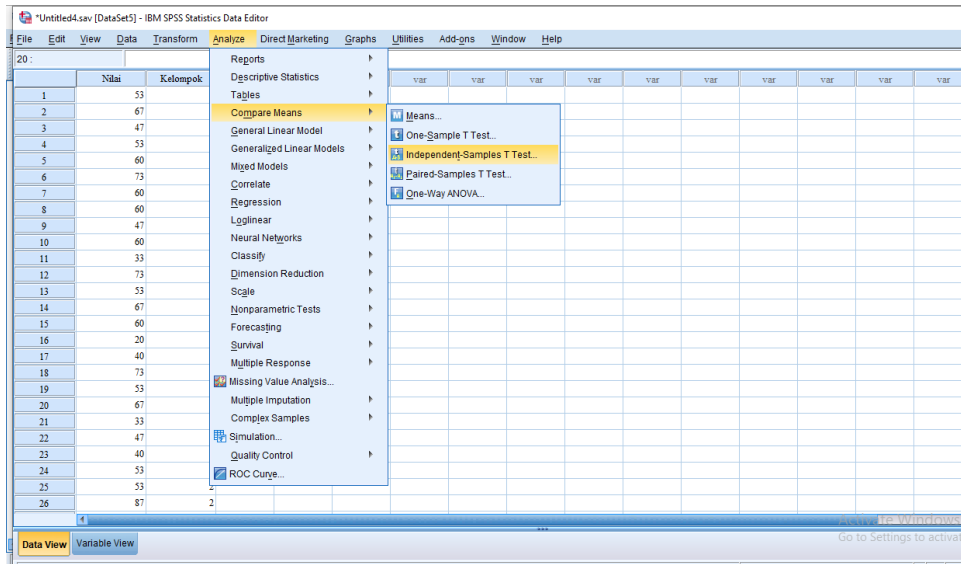 *Untitled4.sav [DataSet5] - IBM SPSS Statistics Data Editor
File Edit View Data Transform Analyze Direct Marketing Graphs Utilities Add-ons Window Help
20 :
Nilai Kelompok var var var var var var var var var var
1 53
2 67
3 47
4 53
5 60
6 73
7 60
8 60
9 47
10 60
11 33
12 73
13 53
14 67
15 60
16 20
17 40
18 73
19 53
20 67
21 33
22 47
23 40
24 53
25 53 2
26 87 2
Reports
Descriptive Statistics
Tables
Compare Means
General Linear Model
Generalized Linear Models
Mixed Models
Correlate
Regression
Loglinear
Neural Networks
Classify
Dimension Reduction
Scale
Nonparametric Tests
Forecasting
Survival
Multiple Response
Missing Value Analysis...
Multiple Imputation
Complex Samples
Simulation...
Quality Control
ROC Curve...
Means...
One-Sample T Test...
Independent-Samples T Test...
Paired-Samples T Test...
One-Way ANOVA...
Data View Variable View
Activate Windows
Go to Settings to activat